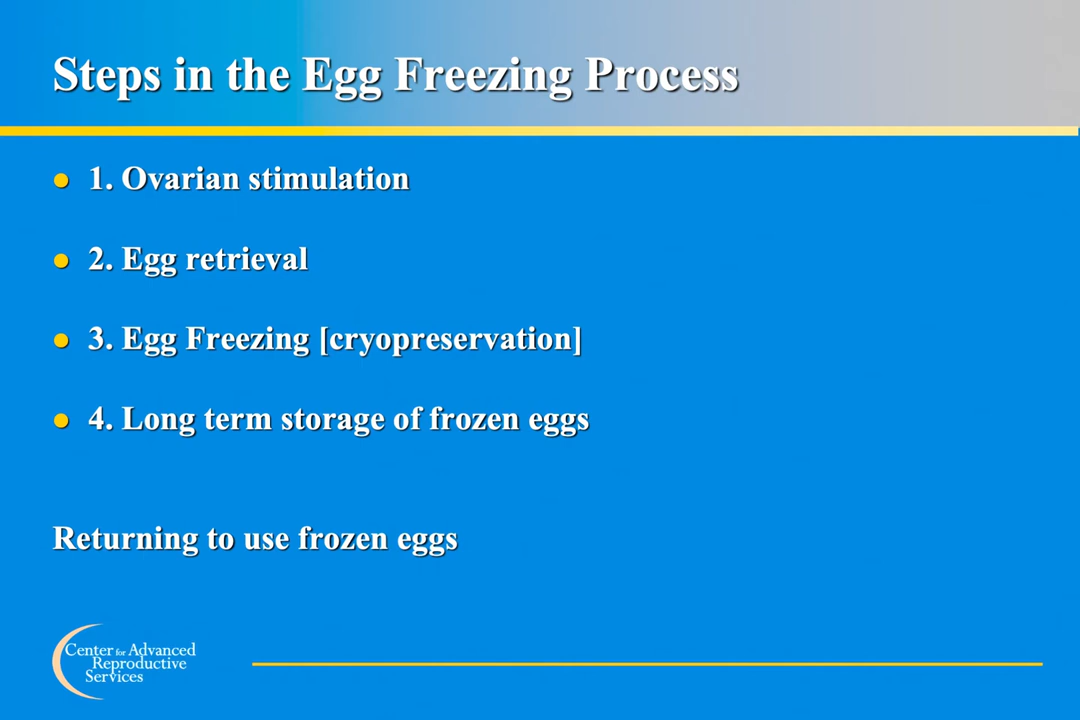 Steps in the Egg Freezing Process
● 1. Ovarian stimulation
● 2. Egg retrieval
● 3. Egg Freezing [cryopreservation]
● 4. Long term storage of frozen eggs
Returning to use frozen eggs
Center for Advanced
Reproductive
Services